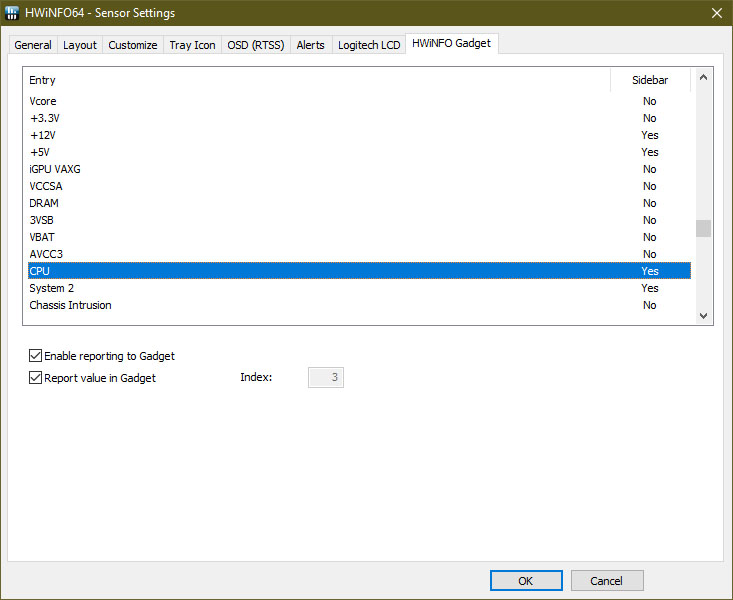 HWiNFO64 - Sensor Settings
General Layout Customize Tray Icon OSD (RTSS) Alerts Logitech LCD HWiNFO Gadget
Entry Sidebar
Vcore No
+3.3V No
+12V Yes
+5V Yes
iGPU VAXG No
VCCSA No
DRAM No
3VSB No
VBAT No
AVCC3 No
CPU Yes
System 2 Yes
Chassis Intrusion No
Enable reporting to Gadget
Report value in Gadget Index: 3
OK Cancel